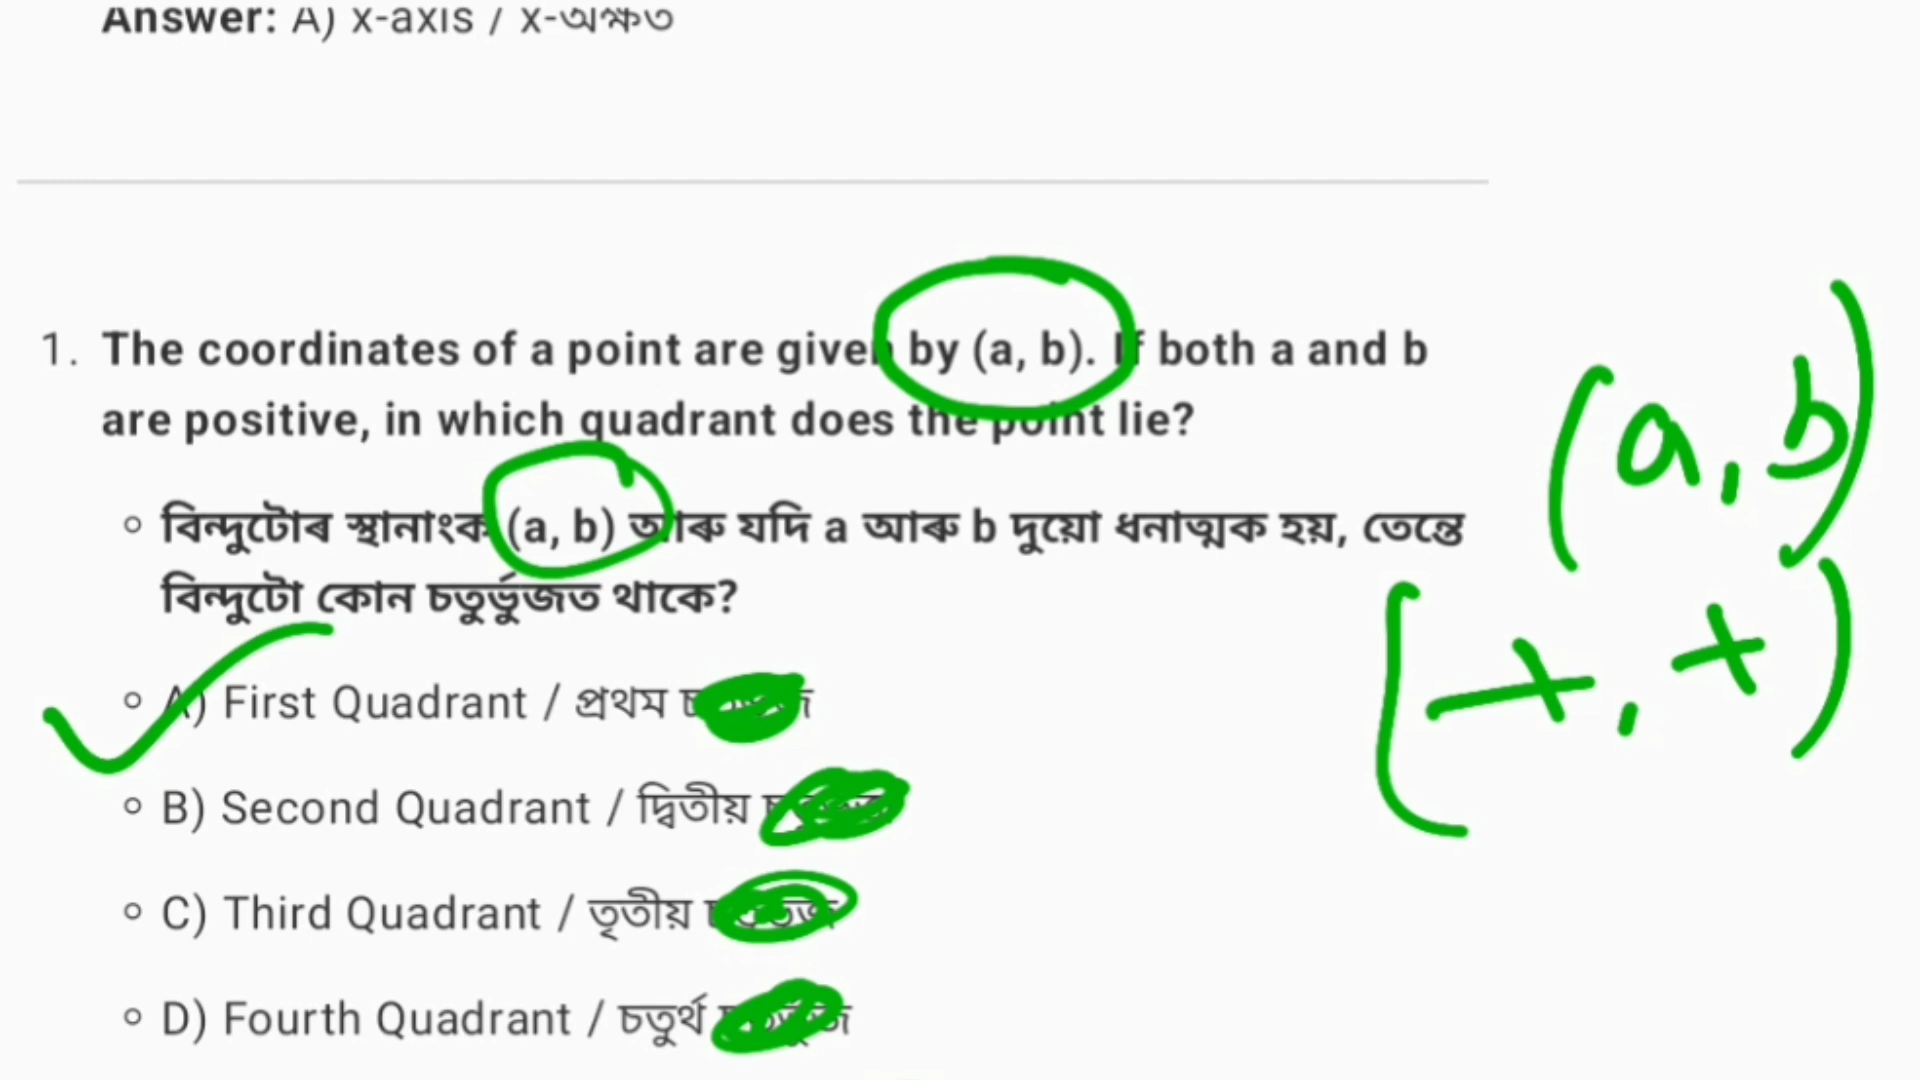 Answer: A) x-axis / x-অক্ষত
1. The coordinates of a point are given by (a, b). If both a and b
are positive, in which quadrant does the point lie?
বিন্দুটোৰ স্থানাংক (a, b) আৰু যদি a আৰু b দুয়ো ধনাত্মক হয়, তেন্তে
বিন্দুটো কোন চতুৰ্ভুজত থাকে?
A) First Quadrant / প্ৰথম
B) Second Quadrant / দ্বিতীয়
C) Third Quadrant / তৃতীয়
D) Fourth Quadrant / চতুৰ্থ
(a, b)
(+, +)